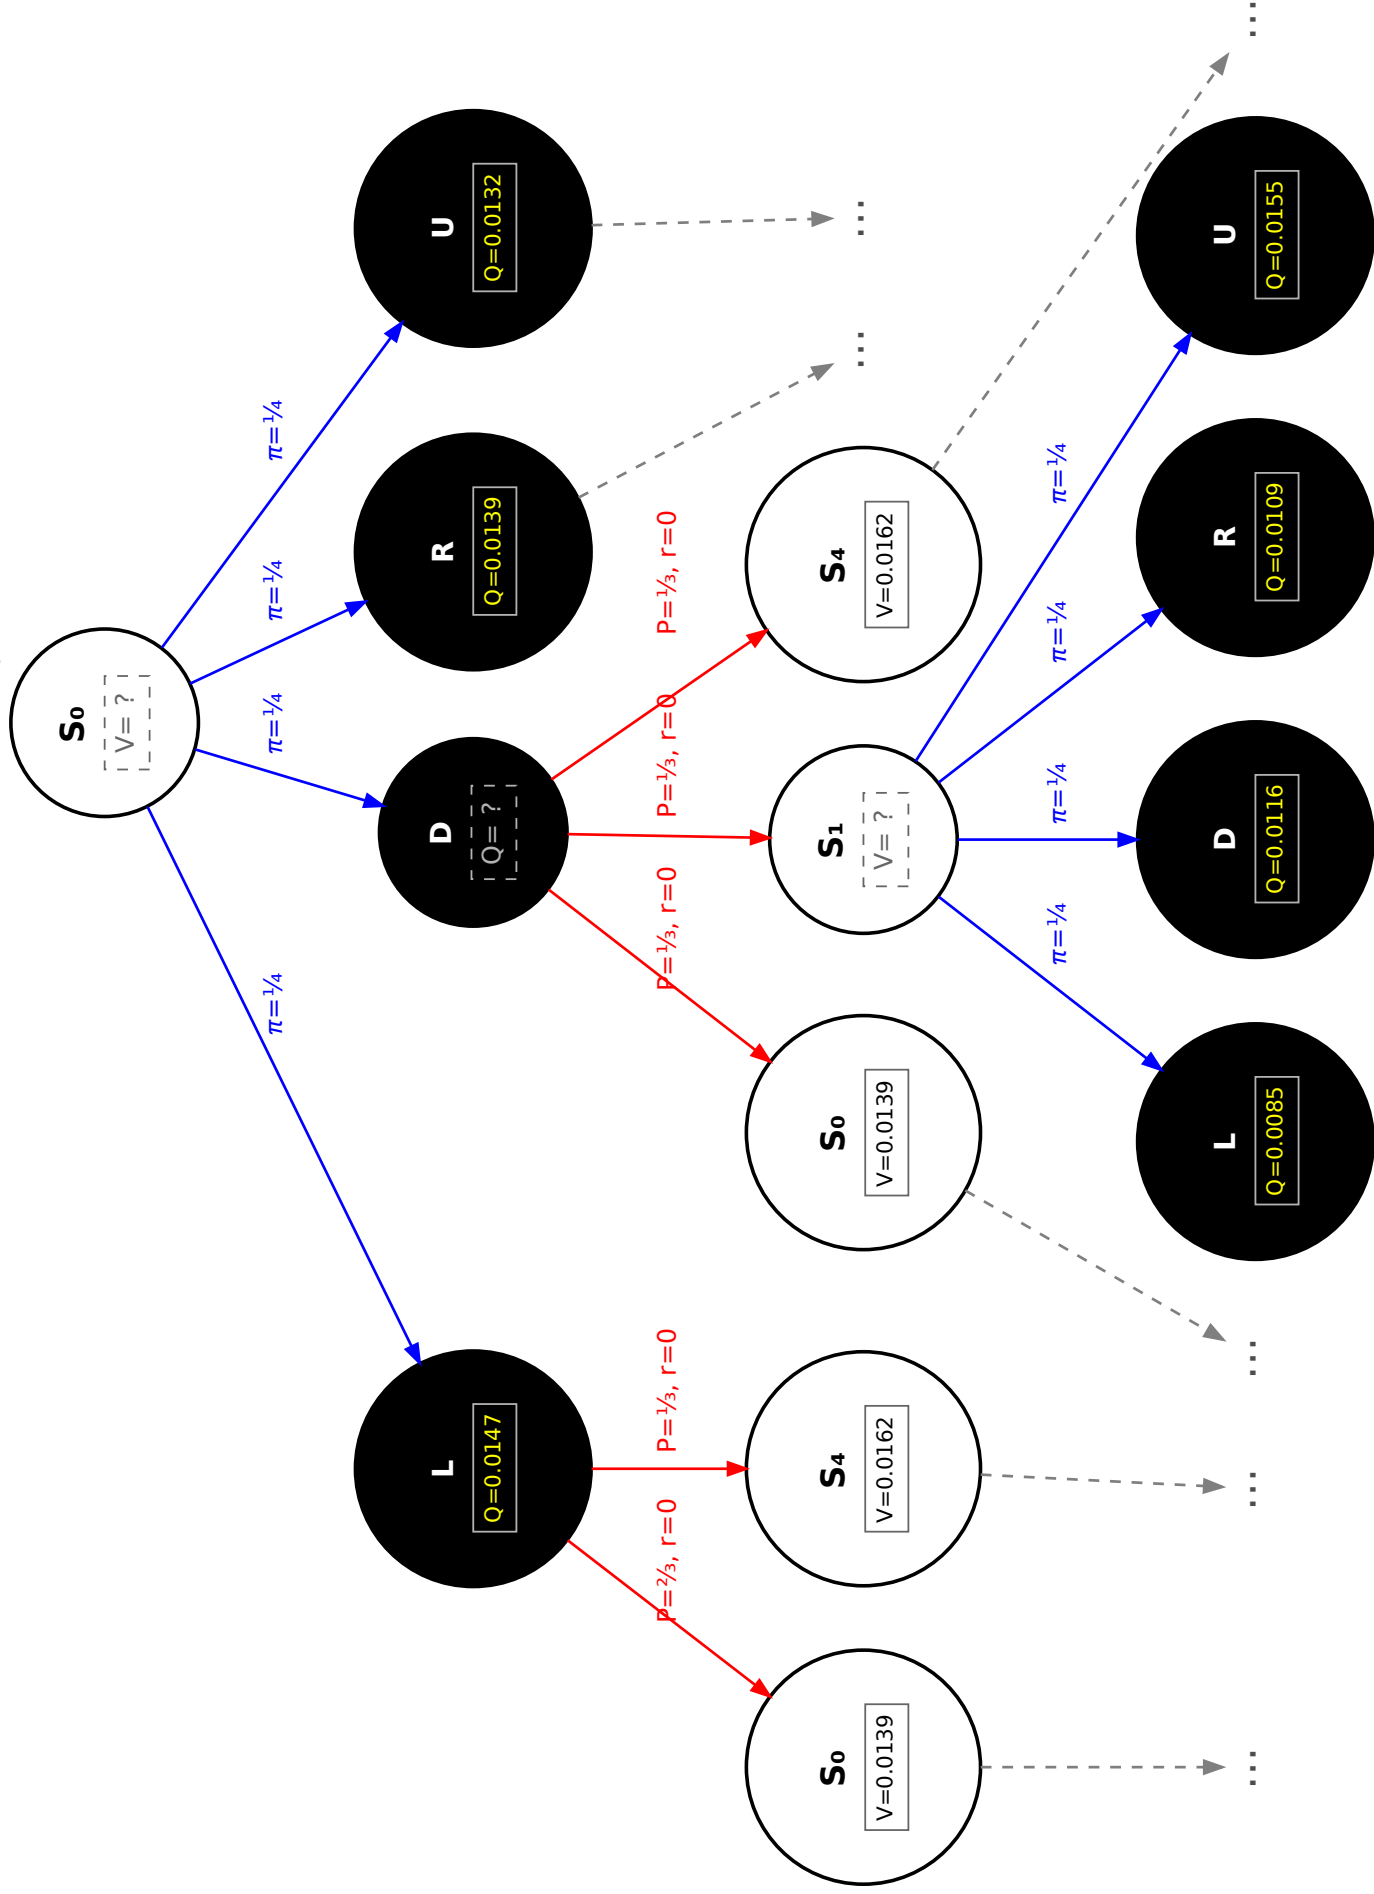 S₀
V= ?
π=¼
π=¼
π=¼
π=¼
L
Q=0.0147
D
Q= ?
R
Q=0.0139
U
Q=0.0132
P=⅔, r=0
P=⅓, r=0
P=⅓, r=0
P=⅓, r=0
P=⅓, r=0
S₀
V=0.0139
S₄
V=0.0162
S₀
V=0.0139
S₁
V= ?
S₄
V=0.0162
...
...
π=¼
π=¼
π=¼
π=¼
...
...
...
L
Q=0.0085
D
Q=0.0116
R
Q=0.0109
U
Q=0.0155
...